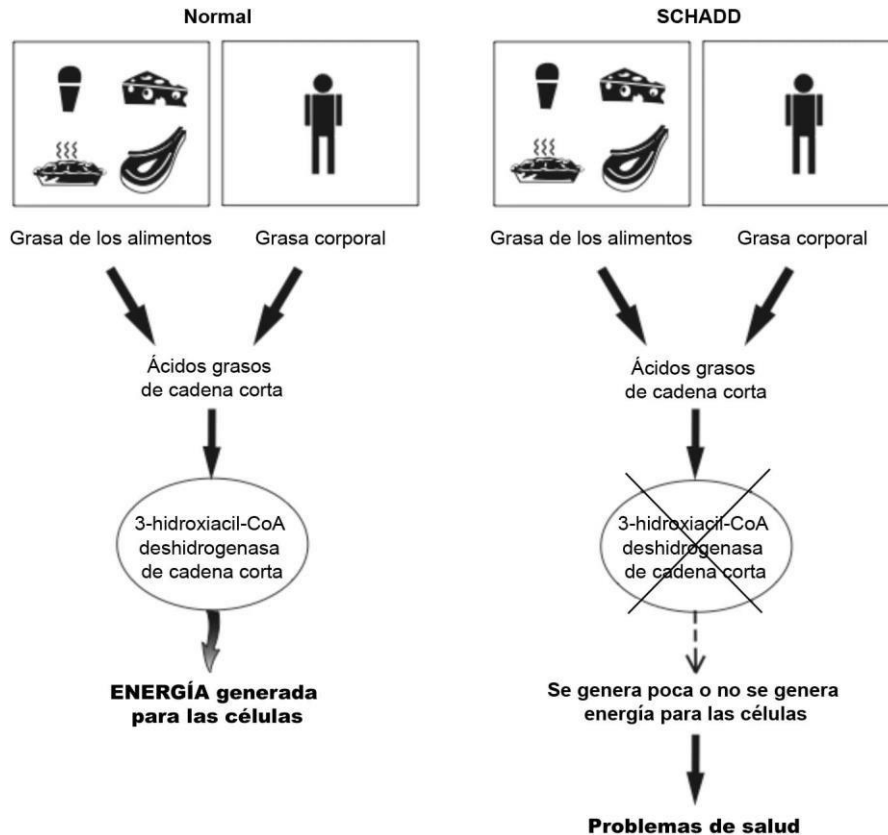 Normal
Grasa de los alimentos
Grasa corporal
Ácidos grasos
de cadena corta
3-hidroxiacil-CoA
deshidrogenasa
de cadena corta
ENERGÍA generada
para las células
SCHADD
Grasa de los alimentos
Grasa corporal
Ácidos grasos
de cadena corta
3-hidroxiacil-CoA
deshidrogenasa
de cadena corta
Se genera poca o no se genera
energía para las células
Problemas de salud